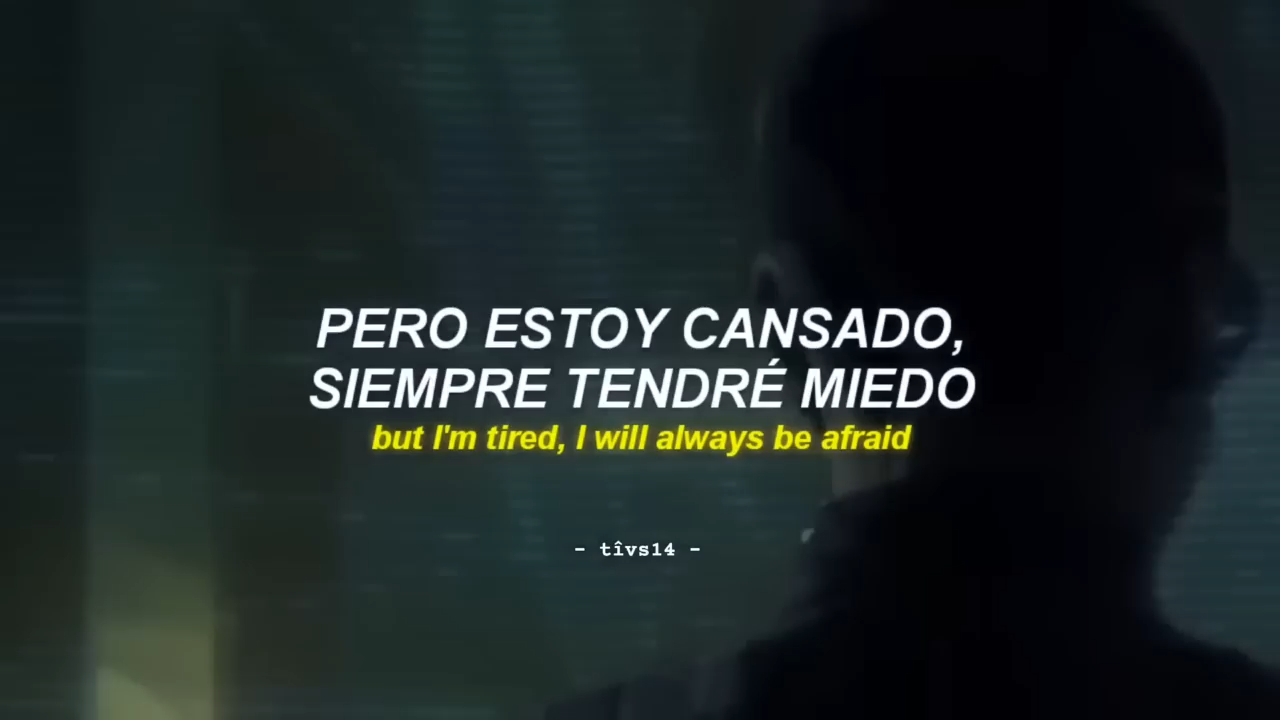 PERO ESTOY CANSADO,
SIEMPRE TENDRÉ MIEDO
but I'm tired, I will always be afraid
- tîvs14 -